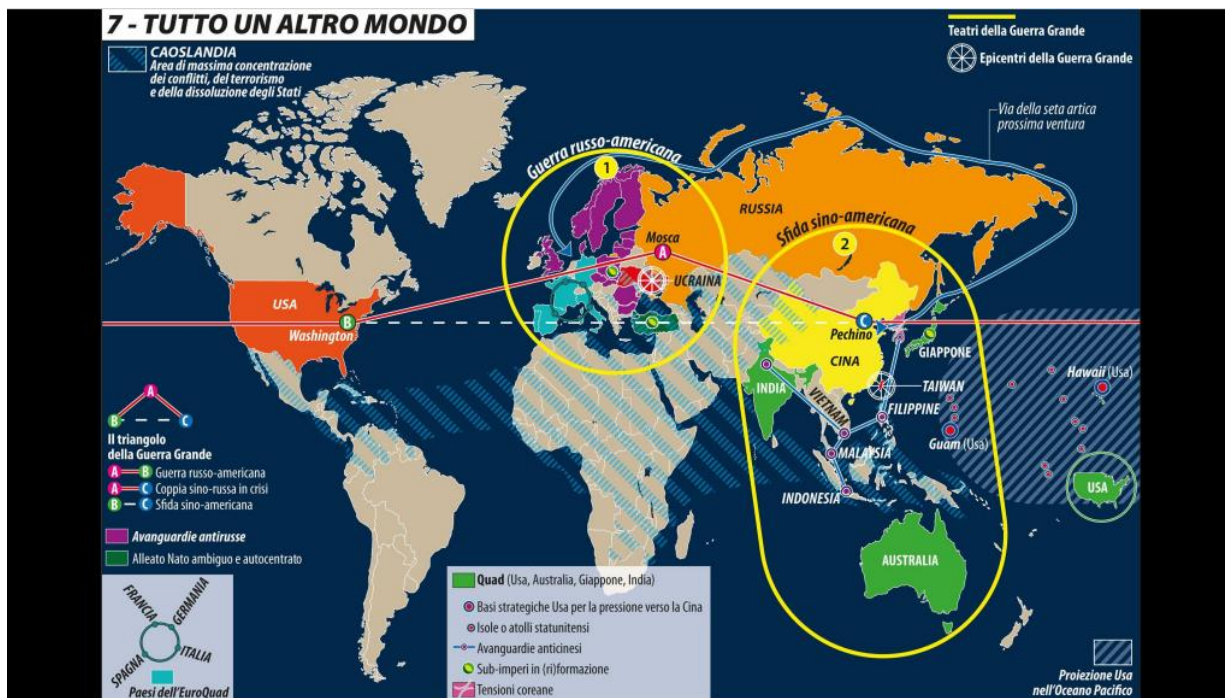 7 - TUTTO UN ALTRO MONDO
CAOSLANDIA
Area di massima concentrazione
dei conflitti, del terrorismo
e della dissoluzione degli Stati
Teatri della Guerra Grande
Epicentri della Guerra Grande
Via della seta artica
prossima ventura
Guerra russo-americana
1
Sfida sino-americana
2
RUSSIA
Mosca
A
UCRAINA
USA
Washington
B
C
Pechino
CINA
GIAPPONE
INDIA
TAIWAN
VIETNAM
FILIPPINE
MALAYSIA
INDONESIA
Hawaii (Usa)
Guam (Usa)
USA
AUSTRALIA
A
B
C
Il triangolo
della Guerra Grande
A B Guerra russo-americana
A C Coppia sino-russa in crisi
B C Sfida sino-americana
Avanguardie antirusse
Alleato Nato ambiguo e autocentrato
FRANCIA
GERMANIA
SPAGNA
ITALIA
Paesi dell'EuroQuad
Quad (Usa, Australia, Giappone, India)
Basi strategiche Usa per la pressione verso la Cina
Isole o atolli statunitensi
Avanguardie anticinesi
Sub-imperi in (ri)formazione
Tensioni coreane
Proiezione Usa
nell'Oceano Pacifico